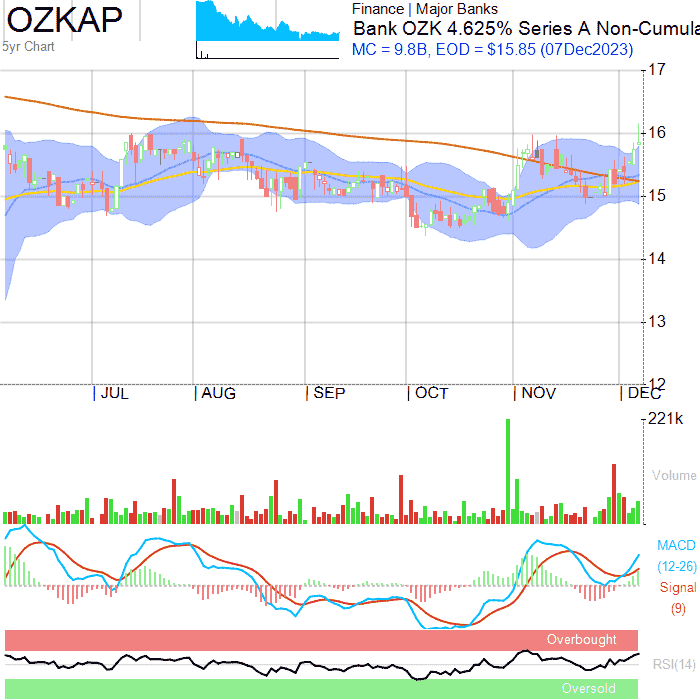 OZKAP
5yr Chart
Finance | Major Banks
Bank OZK 4.625% Series A Non-Cumula
MC = 9.8B, EOD = $15.85 (07Dec2023)
17
16
15
14
13
12
JUL AUG SEP OCT NOV DEC
221k
Volume
MACD
(12-26)
Signal
(9)
Overbought
RSI(14)
Oversold